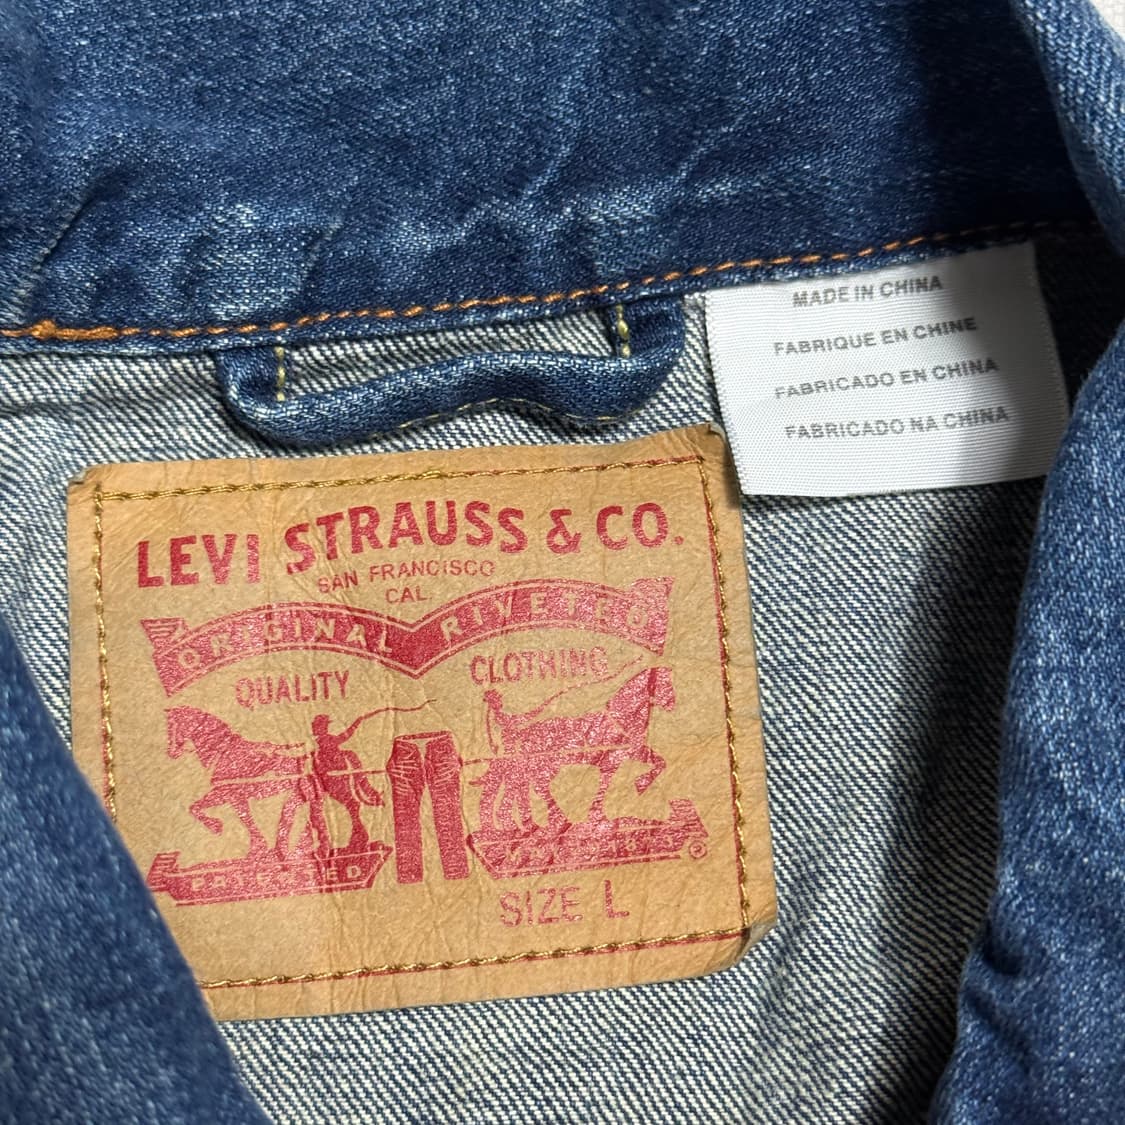 MADE IN CHINA
FABRIQUE EN CHINE
FABRICADO EN CHINA
FABRICADO NA CHINA
LEVI STRAUSS & CO.
SAN FRANCISCO
CAL
ORIGINAL RIVETED
QUALITY CLOTHING
PATENTED
SIZE L